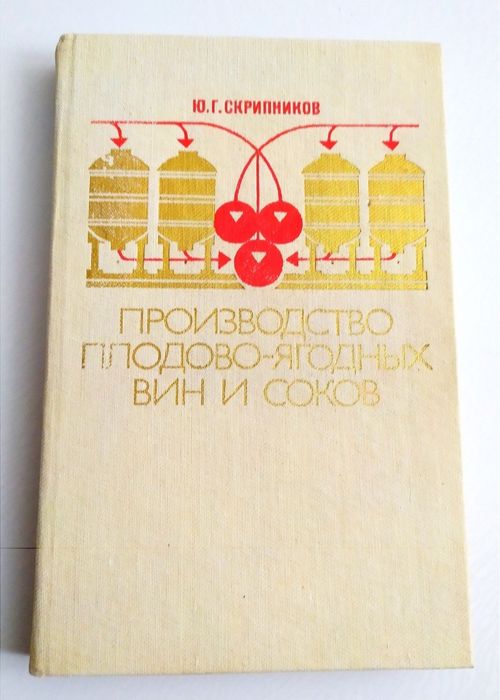 Ю.Г.СКРИПНИКОВ
ПРОИЗВОДСТВО
ПЛОДОВО-ЯГОДНЫХ
ВИН И СОКОВ